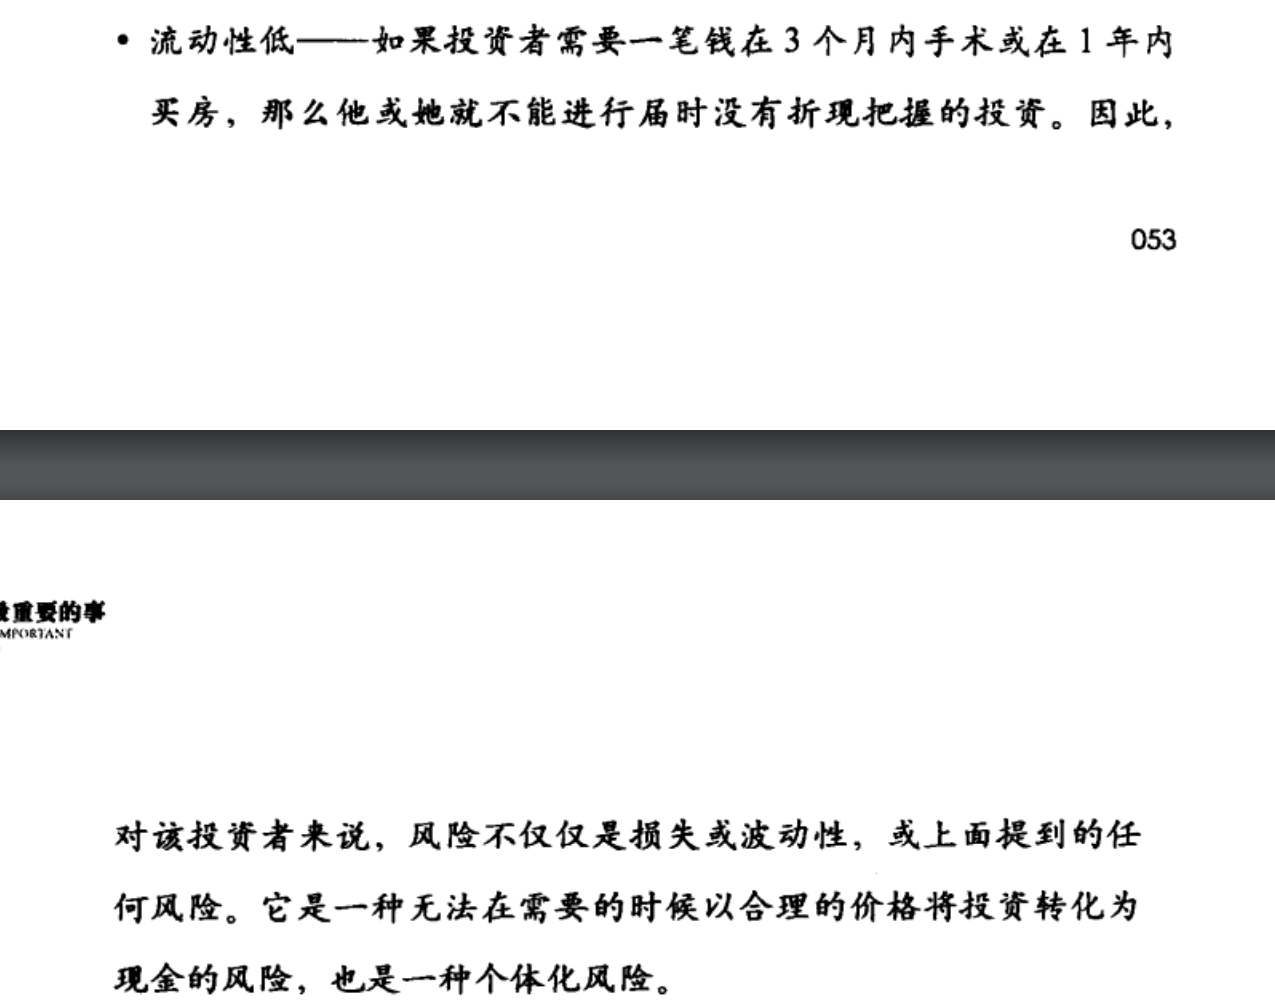 • 流动性低——如果投资者需要一笔钱在3个月内手术或在1年内
买房，那么他或她就不能进行届时没有折现把握的投资。因此，
053
重要的事
MPORTANT
对该投资者来说，风险不仅仅是损失或波动性，或上面提到的任
何风险。它是一种无法在需要的时候以合理的价格将投资转化为
现金的风险，也是一种个体化风险。